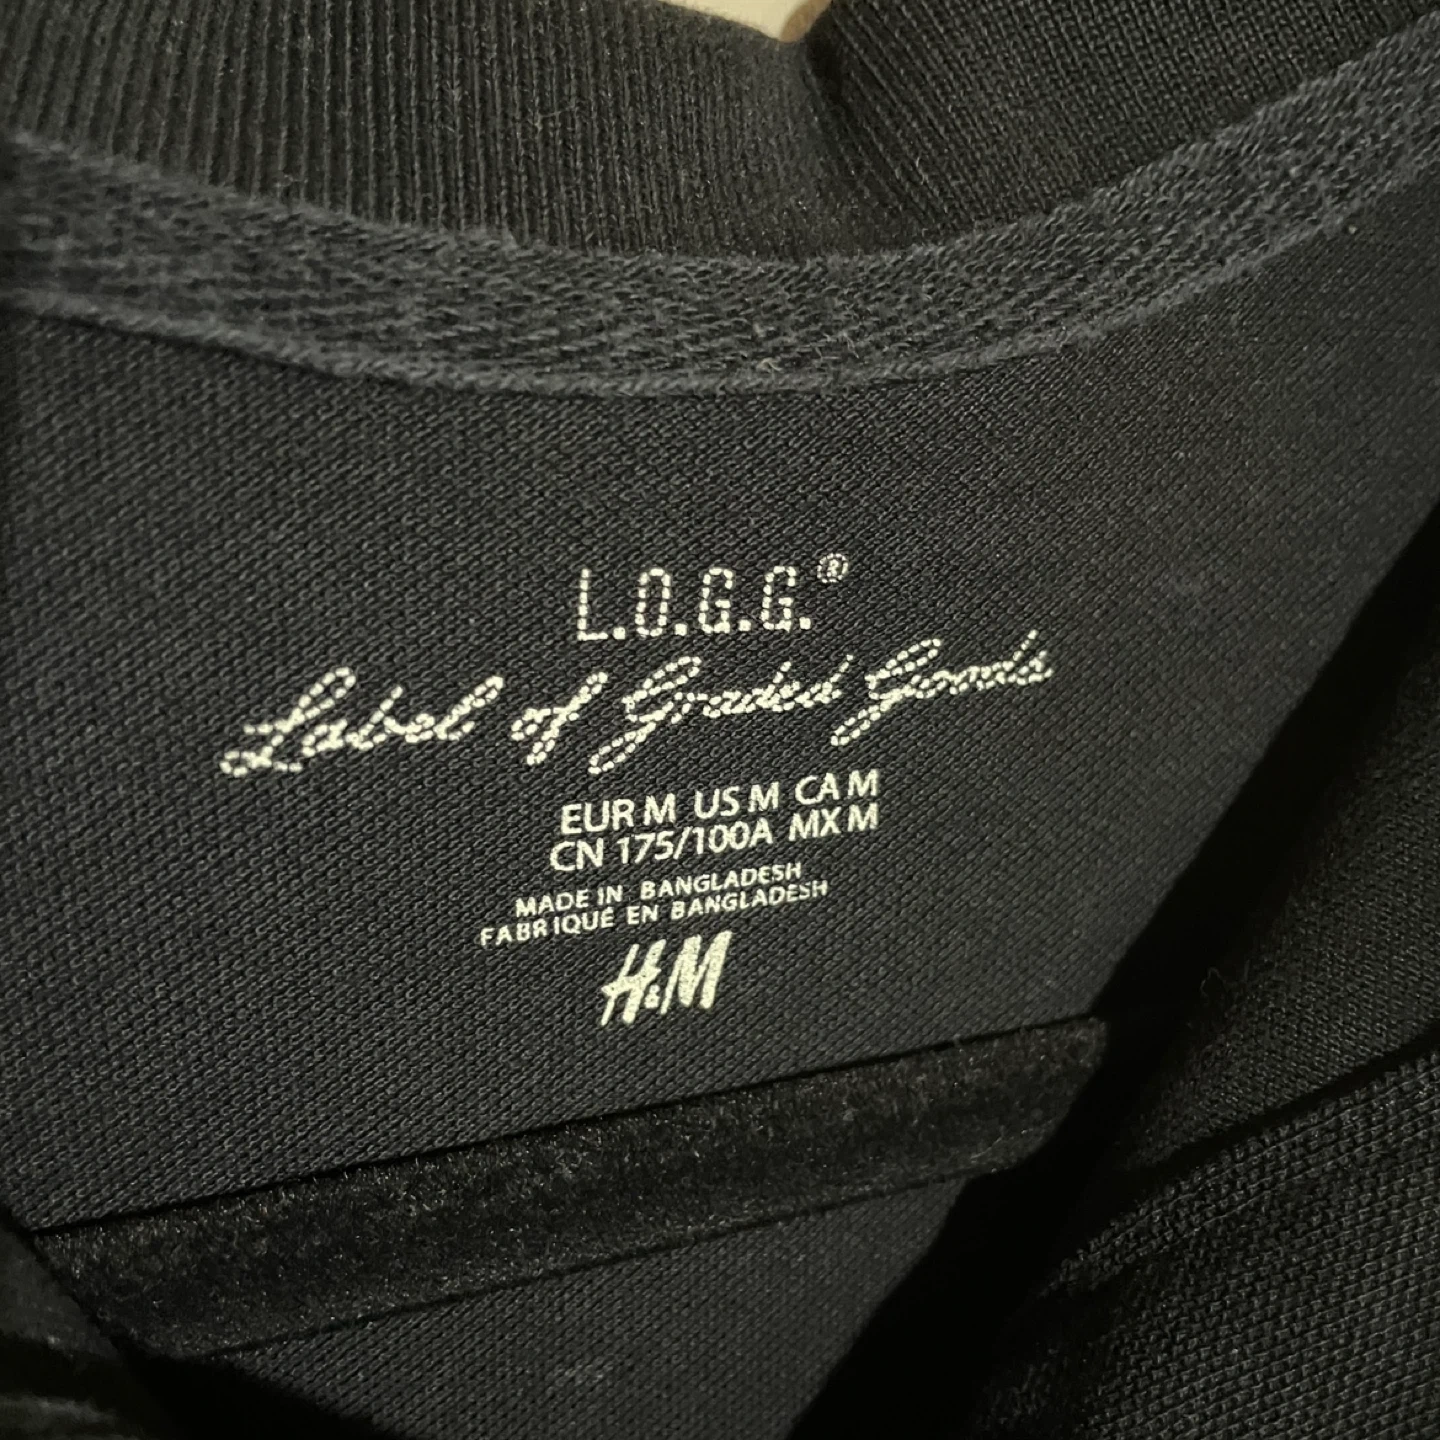 L.O.G.G.®
Label of Graded Goods
EUR M US M CA M
CN 175/100A MX M
MADE IN BANGLADESH
FABRIQUÉ EN BANGLADESH
H&M